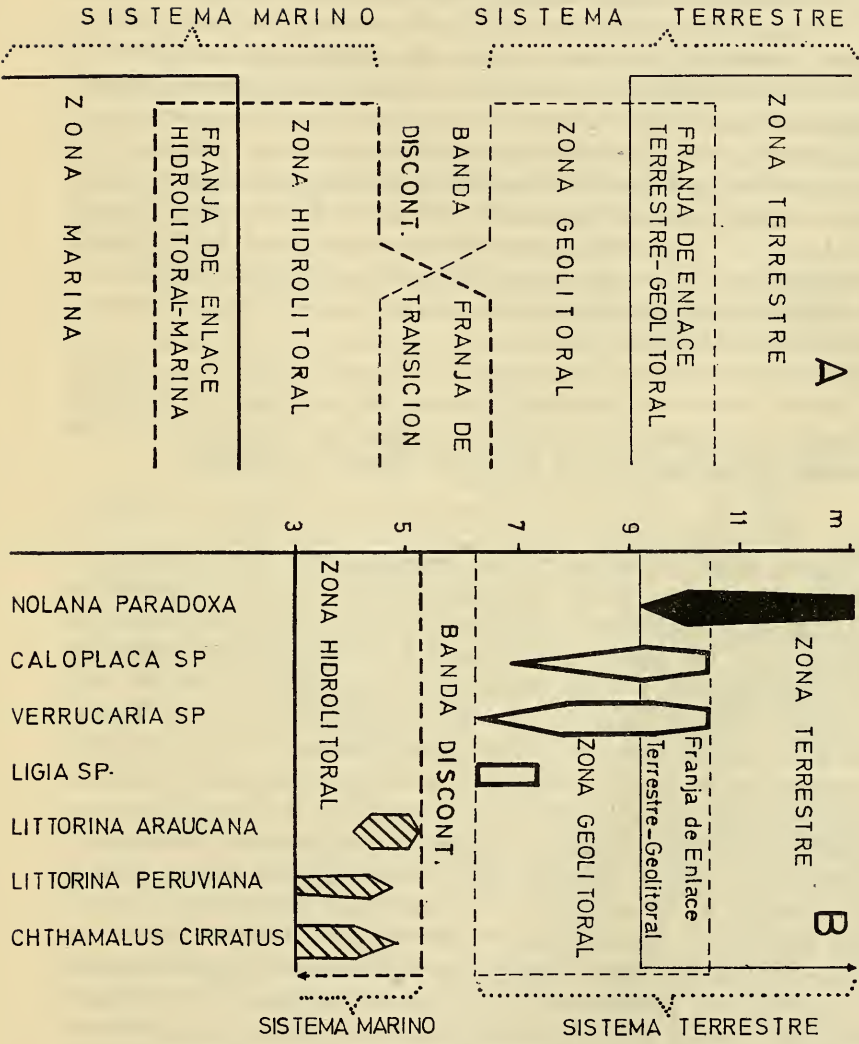 SISTEMA MARINO
SISTEMA TERRESTRE
ZONA MARINA
FRANJA DE ENLACE
HIDROLITORAL-MARINA
ZONA HIDROLITORAL
BANDA
DISCONT.
FRANJA DE
TRANSICION
ZONA GEOLITORAL
FRANJA DE ENLACE
TERRESTRE-GEOLITORAL
ZONA TERRESTRE
A
3
5
7
9
11
m
NOLANA PARADOXA
CALOPLACA SP
VERRUCARIA SP
LIGIA SP.
LITTORINA ARAUCANA
LITTORINA PERUVIANA
CHTHAMALUS CIRRATUS
ZONA HIDROLITORAL
BANDA DISCONT.
ZONA GEOLITORAL
Franja de Enlace
Terrestre-Geolitoral
ZONA TERRESTRE
B
SISTEMA MARINO
SISTEMA TERRESTRE